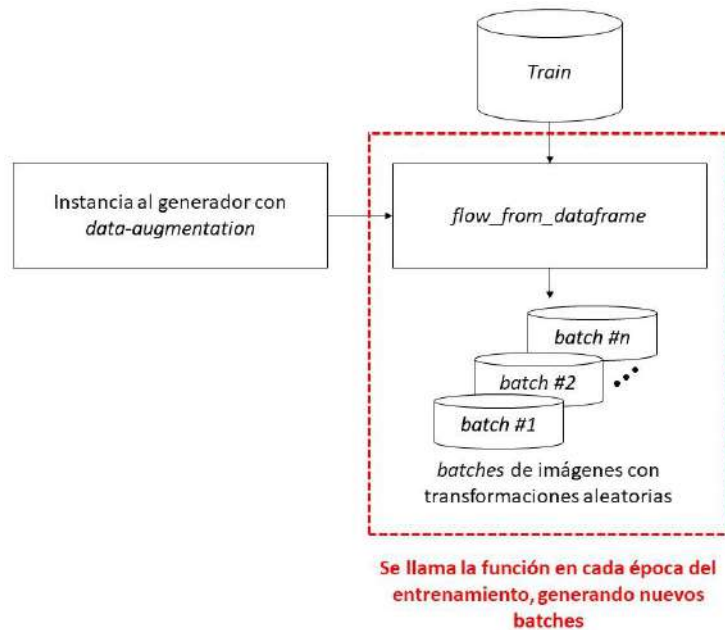 Train
Instancia al generador con
data-augmentation
flow_from_dataframe
batch #n
batch #2
batch #1
batches de imágenes con
transformaciones aleatorias
Se llama la función en cada época del
entrenamiento, generando nuevos
batches